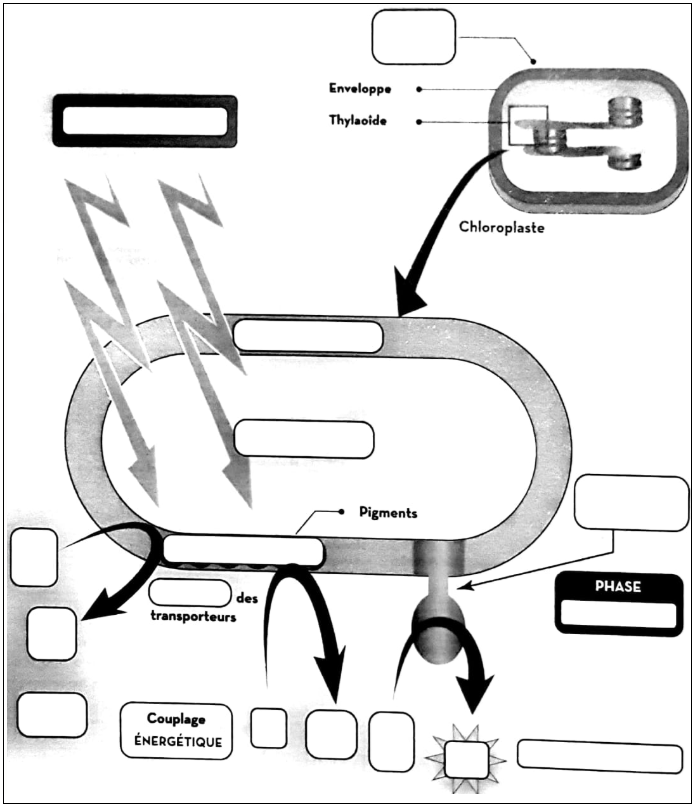 Enveloppe
Thylaoide
Chloroplaste
Pigments
PHASE
des
transporteurs
Couplage
ÉNERGÉTIQUE